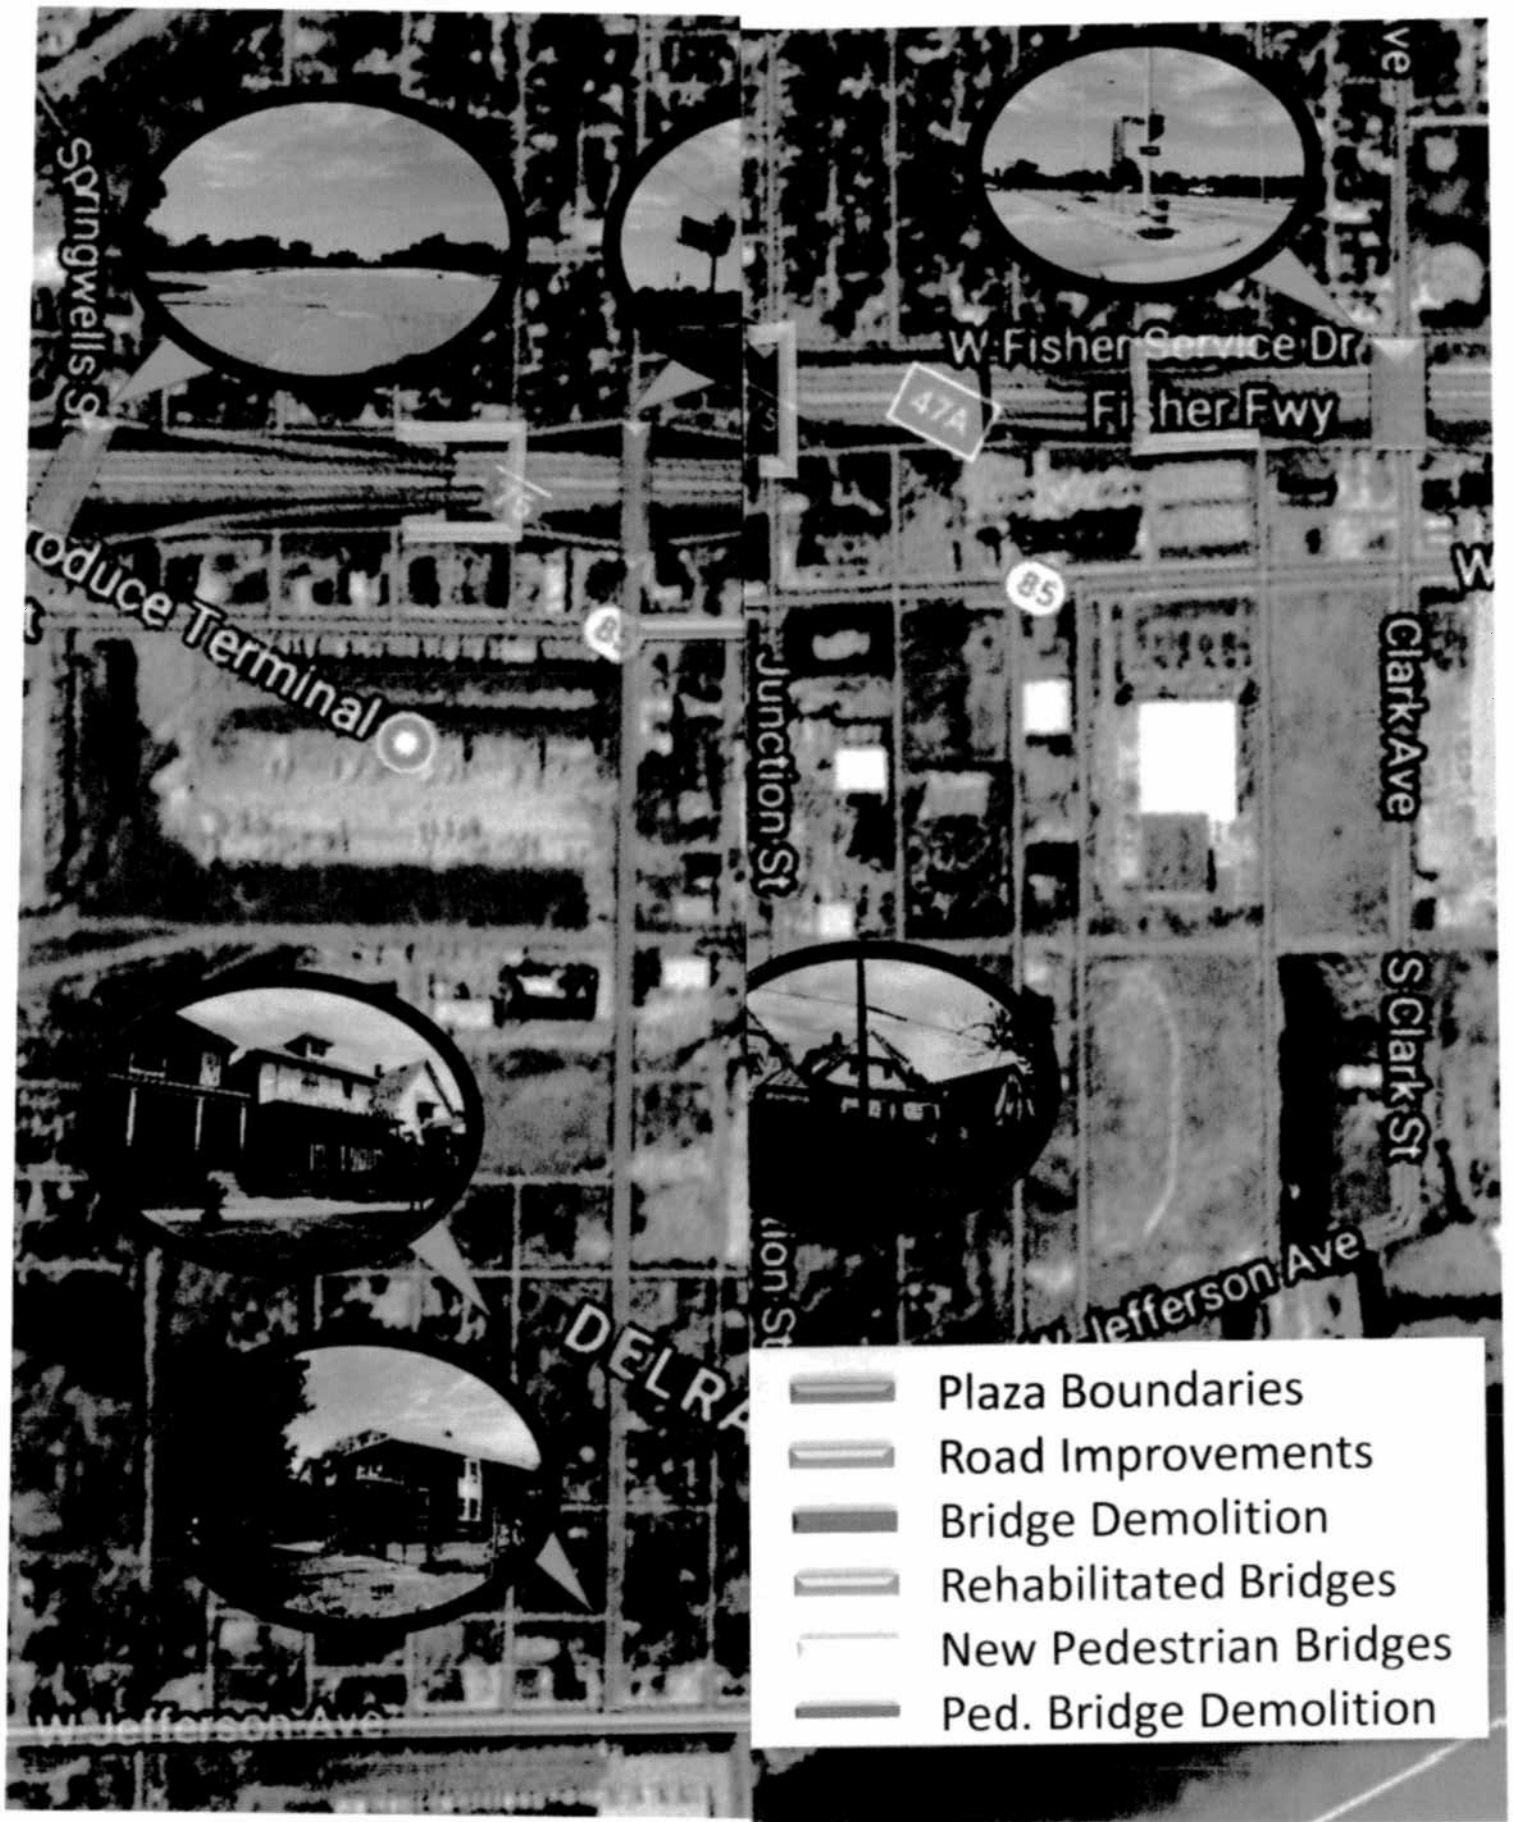 Springwells St
ve
W Fisher Service Dr
Fisher Fwy
47A
75
oduce Terminal
85
W
Junction St
Clark Ave
S Clark St
ion St
W Jefferson Ave
DELRA
W Jefferson Ave
Plaza Boundaries
Road Improvements
Bridge Demolition
Rehabilitated Bridges
New Pedestrian Bridges
Ped. Bridge Demolition